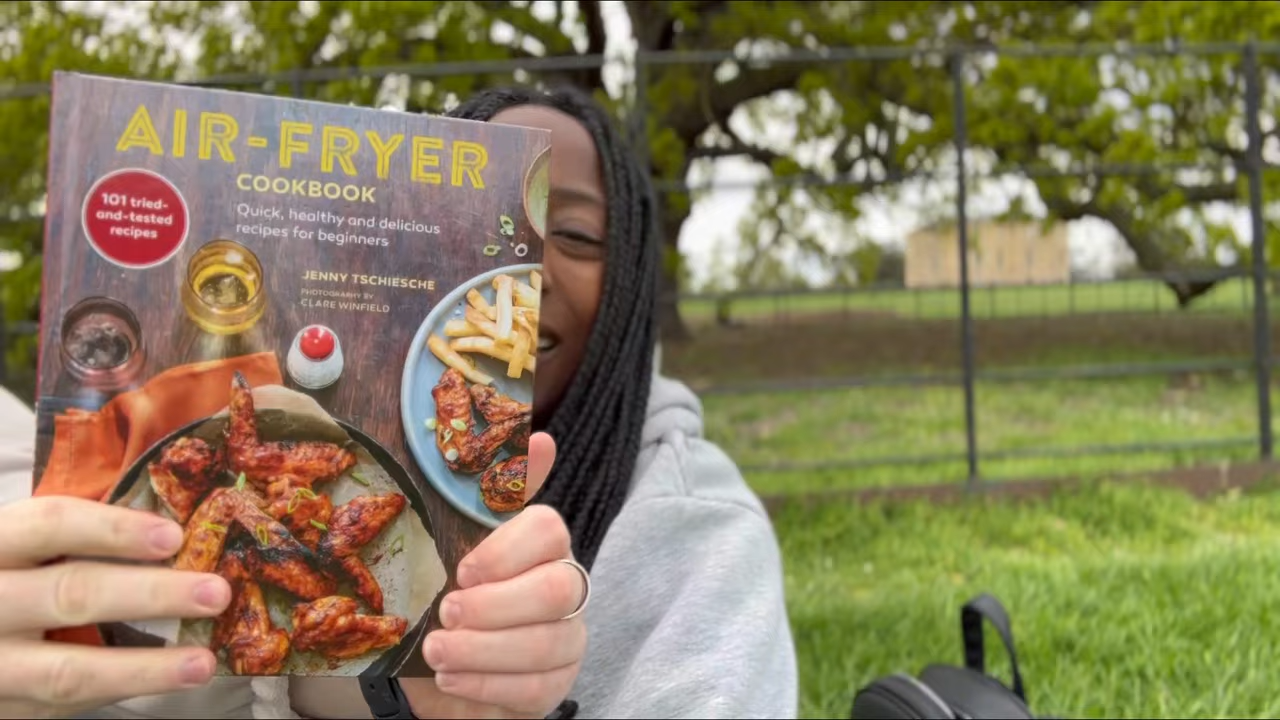 AIR-FRYER
COOKBOOK
Quick, healthy and delicious
recipes for beginners
101 tried-
and-tested
recipes
JENNY TSCHIESCHE
PHOTOGRAPHY BY
CLARE WINFIELD